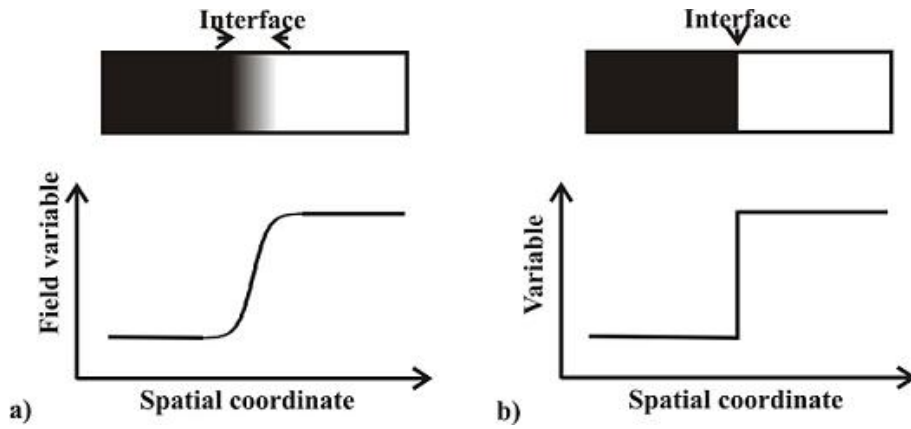 Interface
Field variable
Spatial coordinate
a)
Interface
Variable
Spatial coordinate
b)